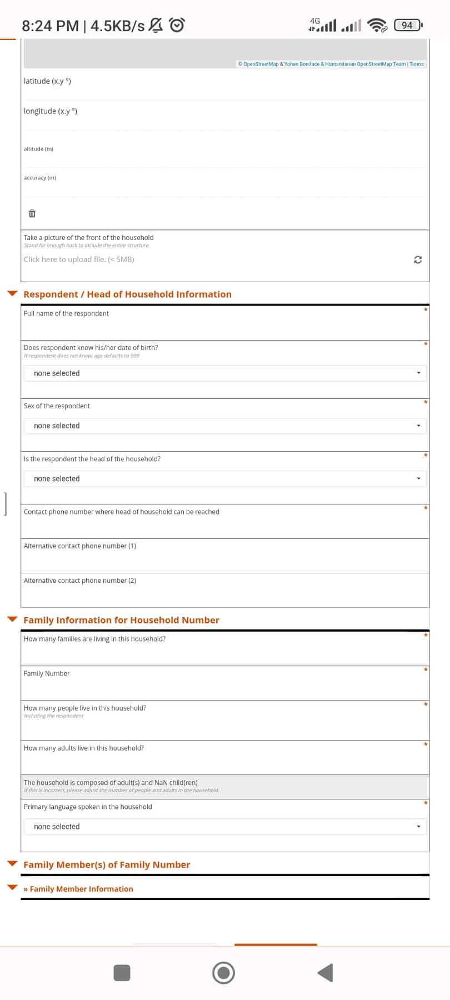 8:24 PM | 4.5KB/s
4G
94
© OpenStreetMap & Yohan Boniface & Humanitarian OpenStreetMap Team | Terms
latitude (x.y °)
longitude (x.y °)
altitude (m)
accuracy (m)
Take a picture of the front of the household
Stand far enough back to include the entire structure.
Click here to upload file. (< 5MB)
Respondent / Head of Household Information
*
Full name of the respondent
*
Does respondent know his/her date of birth?
If respondent does not know, age defaults to 999
none selected
*
Sex of the respondent
none selected
*
Is the respondent the head of the household?
none selected
*
Contact phone number where head of household can be reached
Alternative contact phone number (1)
Alternative contact phone number (2)
Family Information for Household Number
*
How many families are living in this household?
*
Family Number
*
How many people live in this household?
Including the respondent
*
How many adults live in this household?
The household is composed of adult(s) and NaN child(ren)
If this is incorrect, please adjust the number of people and adults in the household.
*
Primary language spoken in the household
none selected
Family Member(s) of Family Number
» Family Member Information